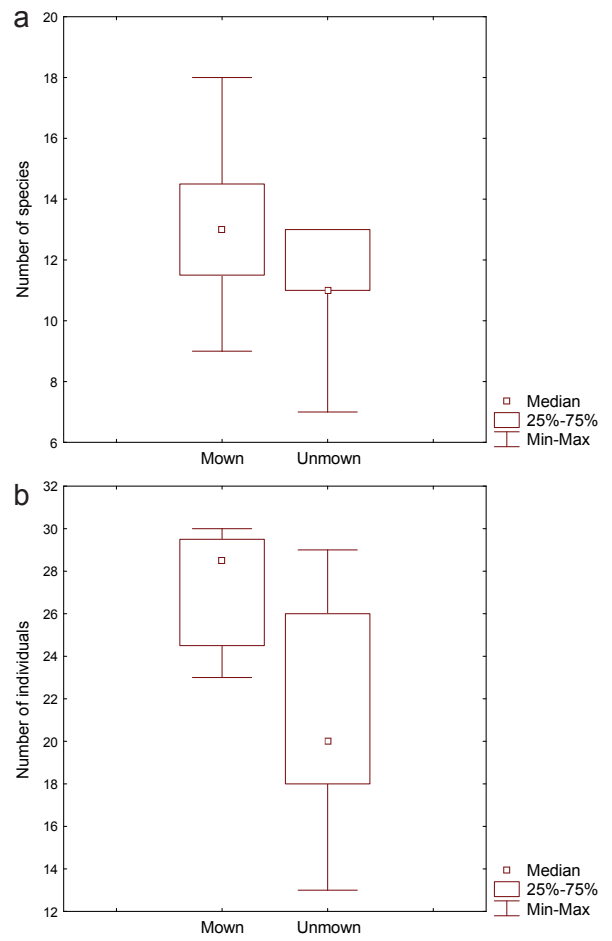 a
20
18
16
14
12
10
8
6
Number of species
Mown Unmown
Median
25%-75%
Min-Max
b
32
30
28
26
24
22
20
18
16
14
12
Number of individuals
Mown Unmown
Median
25%-75%
Min-Max